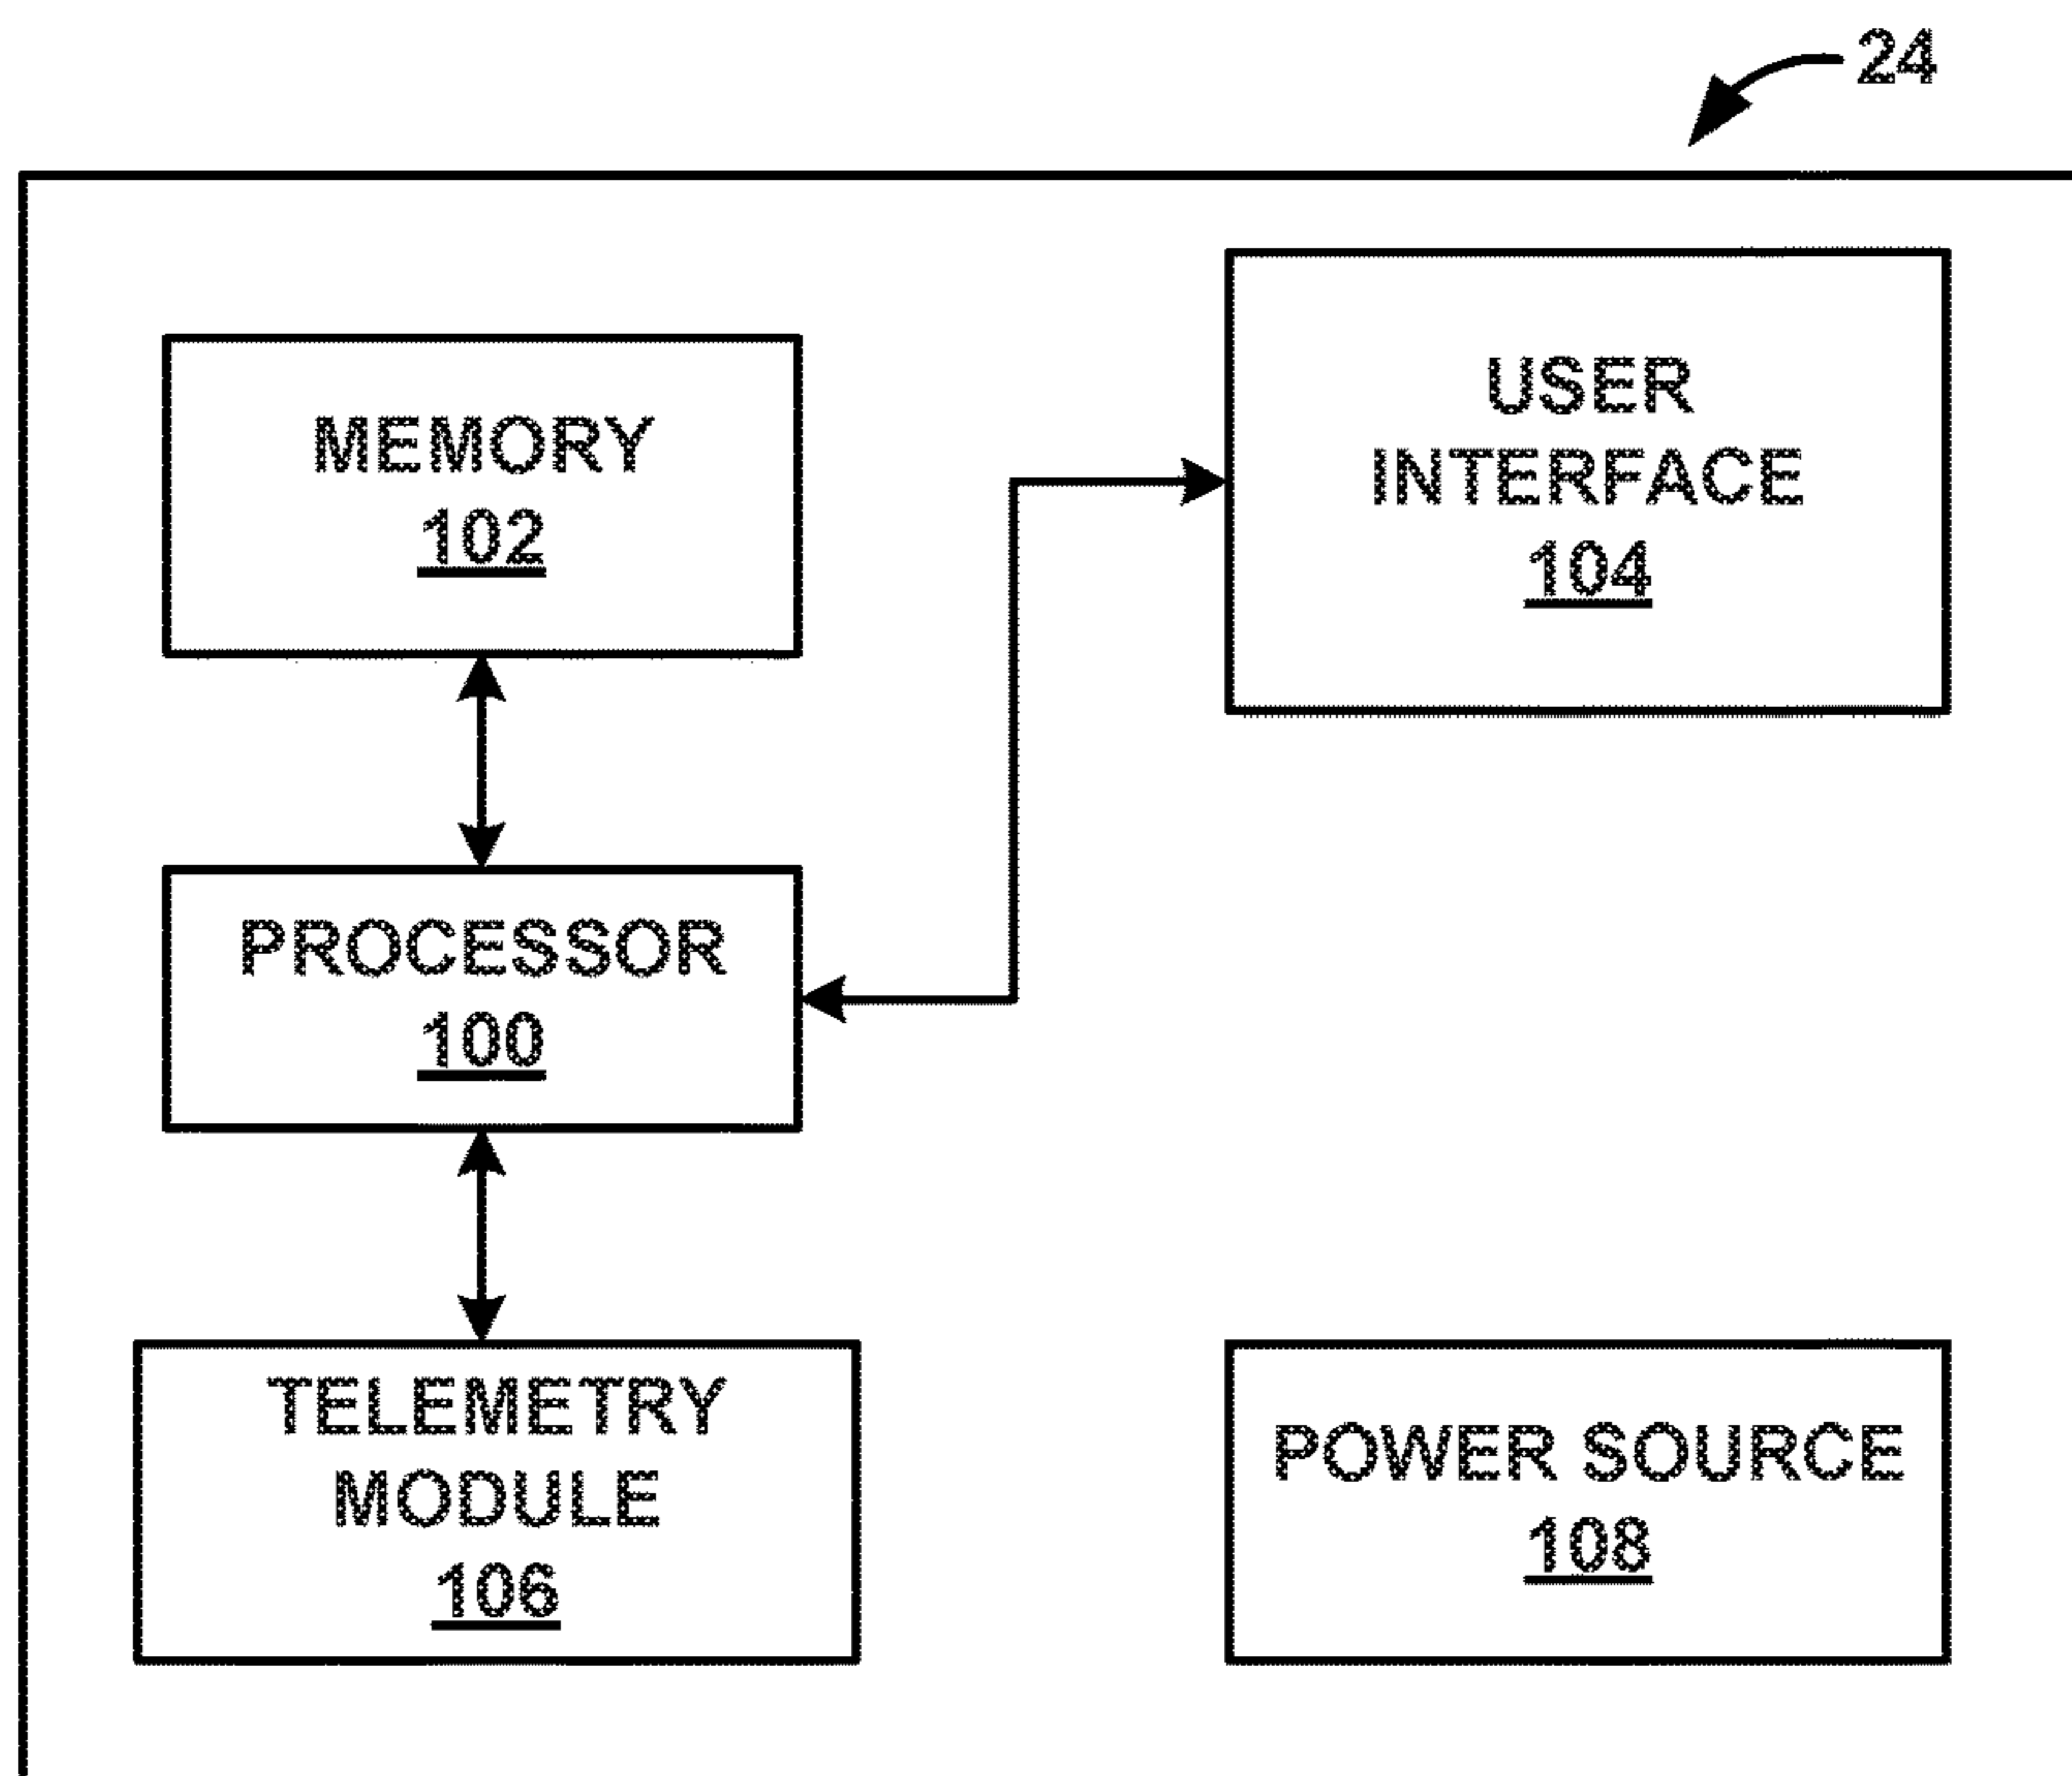 24
MEMORY
102
USER
INTERFACE
104
PROCESSOR
100
TELEMETRY
MODULE
106
POWER SOURCE
108